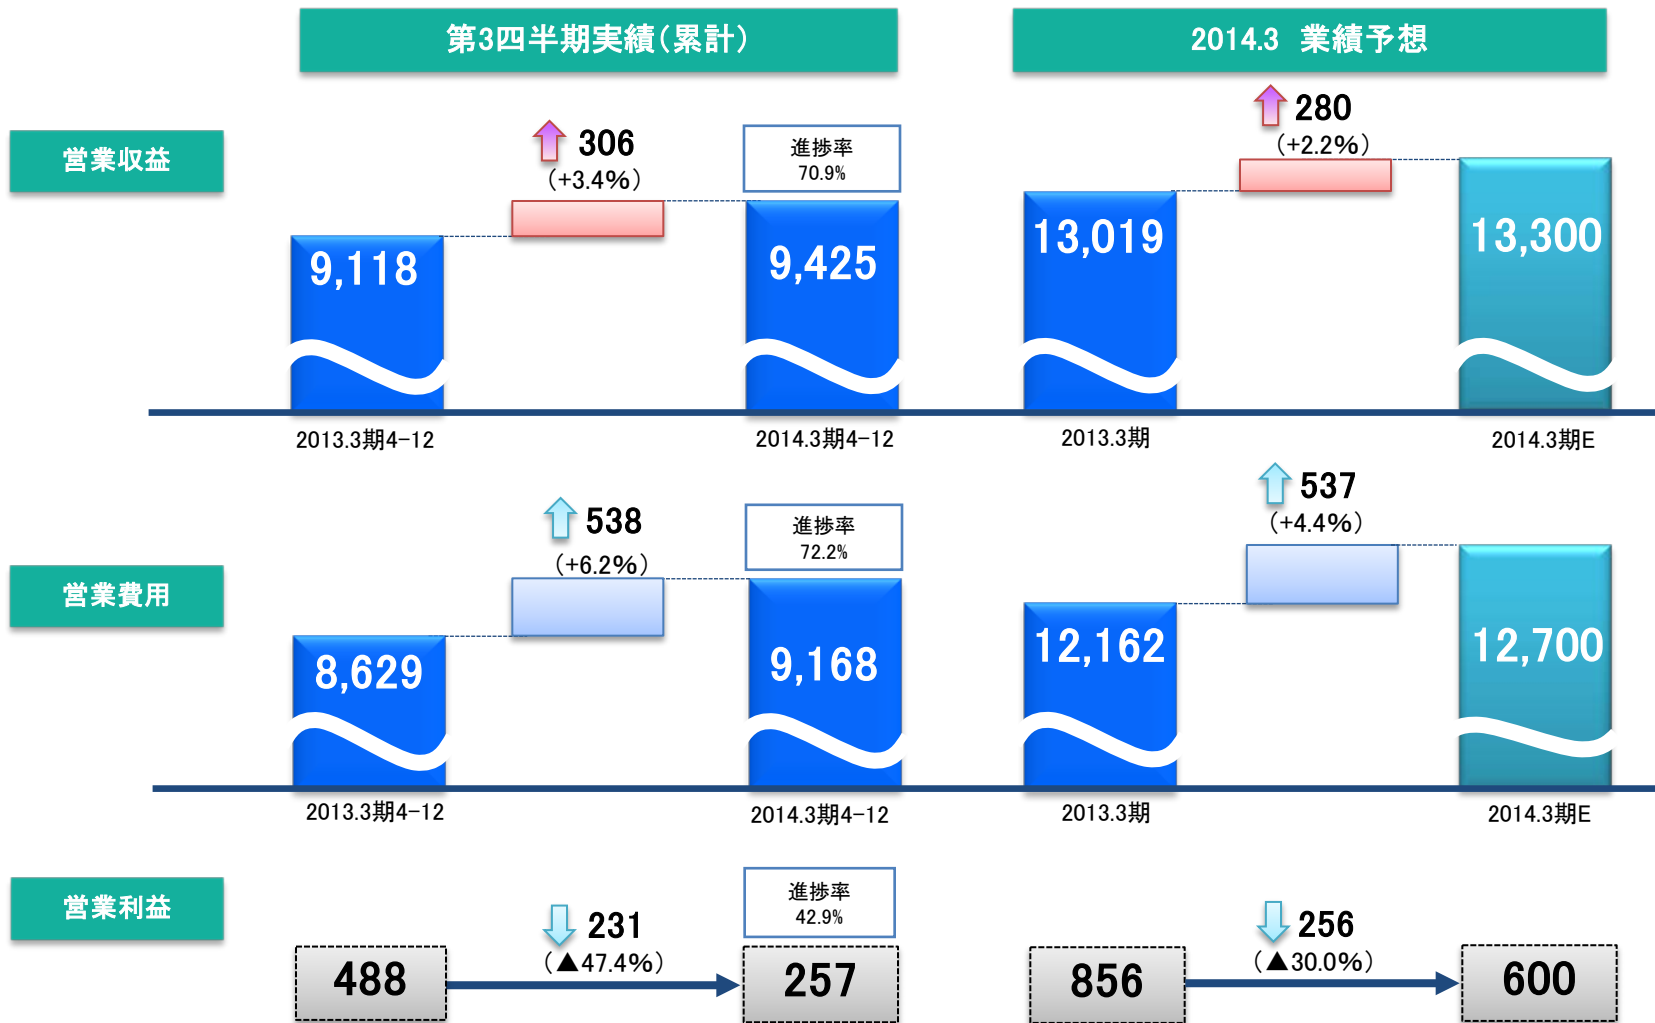 第3四半期実績(累計)
2014.3 業績予想
営業収益
306
(+3.4%)
進捗率
70.9%
280
(+2.2%)
9,118
9,425
13,019
13,300
2013.3期4-12
2014.3期4-12
2013.3期
2014.3期E
営業費用
538
(+6.2%)
進捗率
72.2%
537
(+4.4%)
8,629
9,168
12,162
12,700
2013.3期4-12
2014.3期4-12
2013.3期
2014.3期E
営業利益
231
(▲47.4%)
進捗率
42.9%
256
(▲30.0%)
488
257
856
600